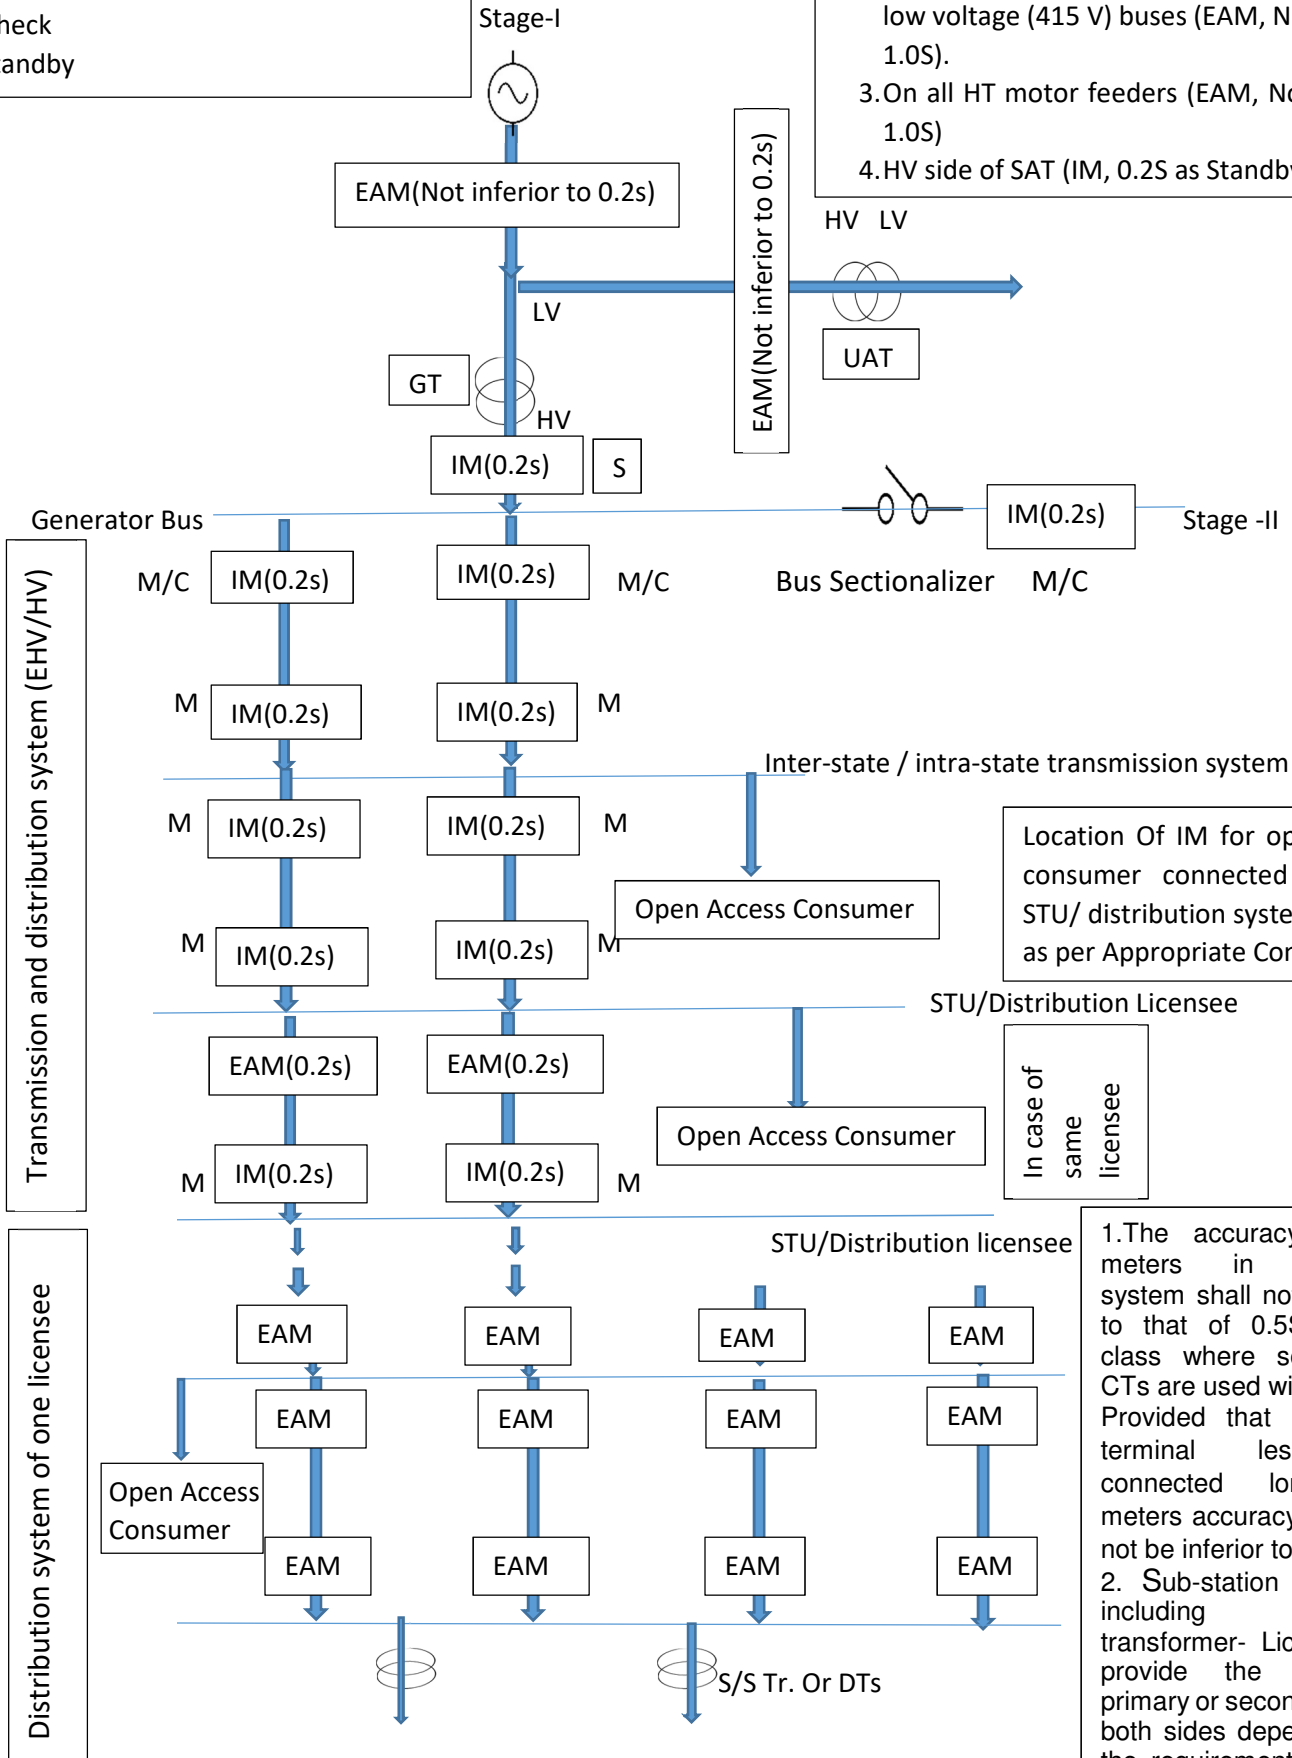 heck
tandby
Stage-I
low voltage (415 V) buses (EAM, N
1.0S).
3.On all HT motor feeders (EAM, No
1.0S)
4.HV side of SAT (IM, 0.2S as Standby
EAM(Not inferior to 0.2s)
EAM(Not inferior to 0.2s)
HV LV
LV
UAT
GT
HV
IM(0.2s)
S
Generator Bus
IM(0.2s)
Stage -II
M/C
IM(0.2s)
IM(0.2s)
M/C
Bus Sectionalizer
M/C
Transmission and distribution system (EHV/HV)
M
IM(0.2s)
IM(0.2s)
M
Inter-state / intra-state transmission system
M
IM(0.2s)
IM(0.2s)
M
Location Of IM for op
consumer connected
STU/ distribution syste
as per Appropriate Con
Open Access Consumer
M
IM(0.2s)
IM(0.2s)
M
STU/Distribution Licensee
EAM(0.2s)
EAM(0.2s)
In case of
same
licensee
Open Access Consumer
M
IM(0.2s)
IM(0.2s)
M
STU/Distribution licensee
Distribution system of one licensee
EAM
EAM
EAM
EAM
EAM
EAM
EAM
EAM
Open Access
Consumer
EAM
EAM
EAM
EAM
S/S Tr. Or DTs
1.The accuracy
meters in
system shall no
to that of 0.5S
class where se
CTs are used wi
Provided that
terminal les
connected lo
meters accuracy
not be inferior to
2. Sub-station
including
transformer- Lic
provide the
primary or secon
both sides depe
the requirement